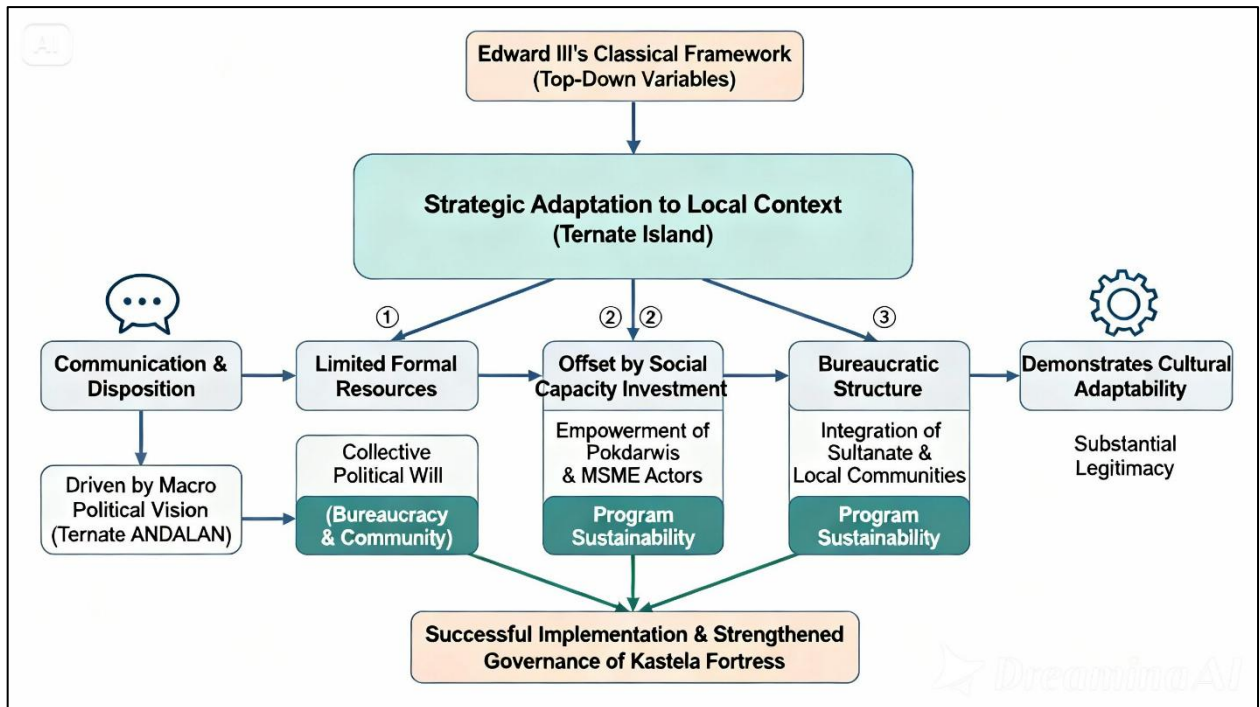 AI
Edward III's Classical Framework
(Top-Down Variables)
Strategic Adaptation to Local Context
(Ternate Island)
①
② ②
③
Communication &
Disposition
Limited Formal
Resources
Offset by Social
Capacity Investment
Bureaucratic
Structure
Demonstrates Cultural
Adaptability
Driven by Macro
Political Vision
(Ternate ANDALAN)
Collective
Political Will
(Bureaucracy
& Community)
Empowerment of
Pokdarwis
& MSME Actors
Program
Sustainability
Integration of
Sultanate &
Local Communities
Program
Sustainability
Substantial
Legitimacy
Successful Implementation & Strengthened
Governance of Kastela Fortress
Dreamina AI